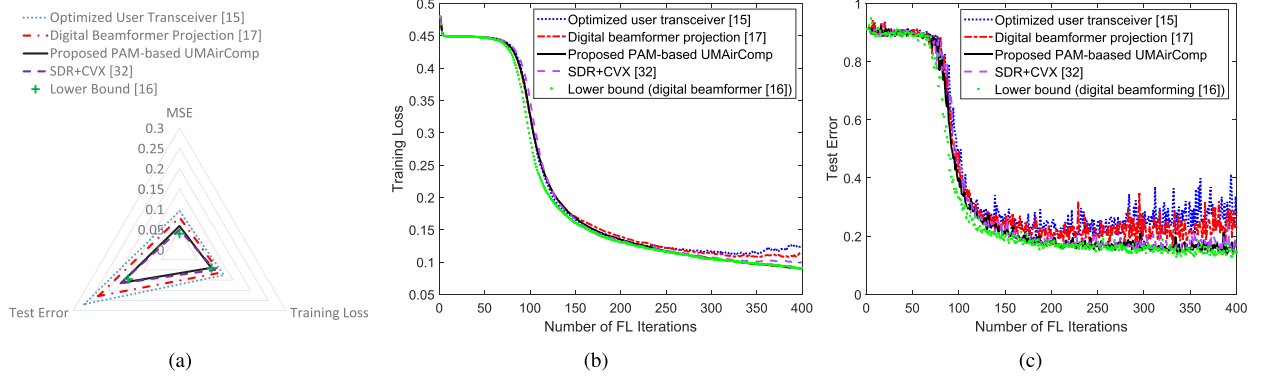 Optimized User Transceiver [15]
Digital Beamformer Projection [17]
Proposed PAM-based UMAirComp
SDR+CVX [32]
Lower Bound [16]
MSE
0.3
0.25
0.2
0.15
0.1
0.05
0
Test Error
Training Loss
(a)
0.5
0.45
0.4
0.35
0.3
0.25
0.2
0.15
0.1
0.05
Training Loss
Optimized user transceiver [15]
Digital beamformer projection [17]
Proposed PAM-based UMAirComp
SDR+CVX [32]
Lower bound (digital beamformer [16])
0 50 100 150 200 250 300 350 400
Number of FL Iterations
(b)
1
0.8
0.6
0.4
0.2
0
Test Error
Optimized user transceiver [15]
Digital beamformer projection [17]
Proposed PAM-baased UMAirComp
SDR+CVX [32]
Lower bound (digital beamforming [16])
0 50 100 150 200 250 300 350 400
Number of FL Iterations
(c)